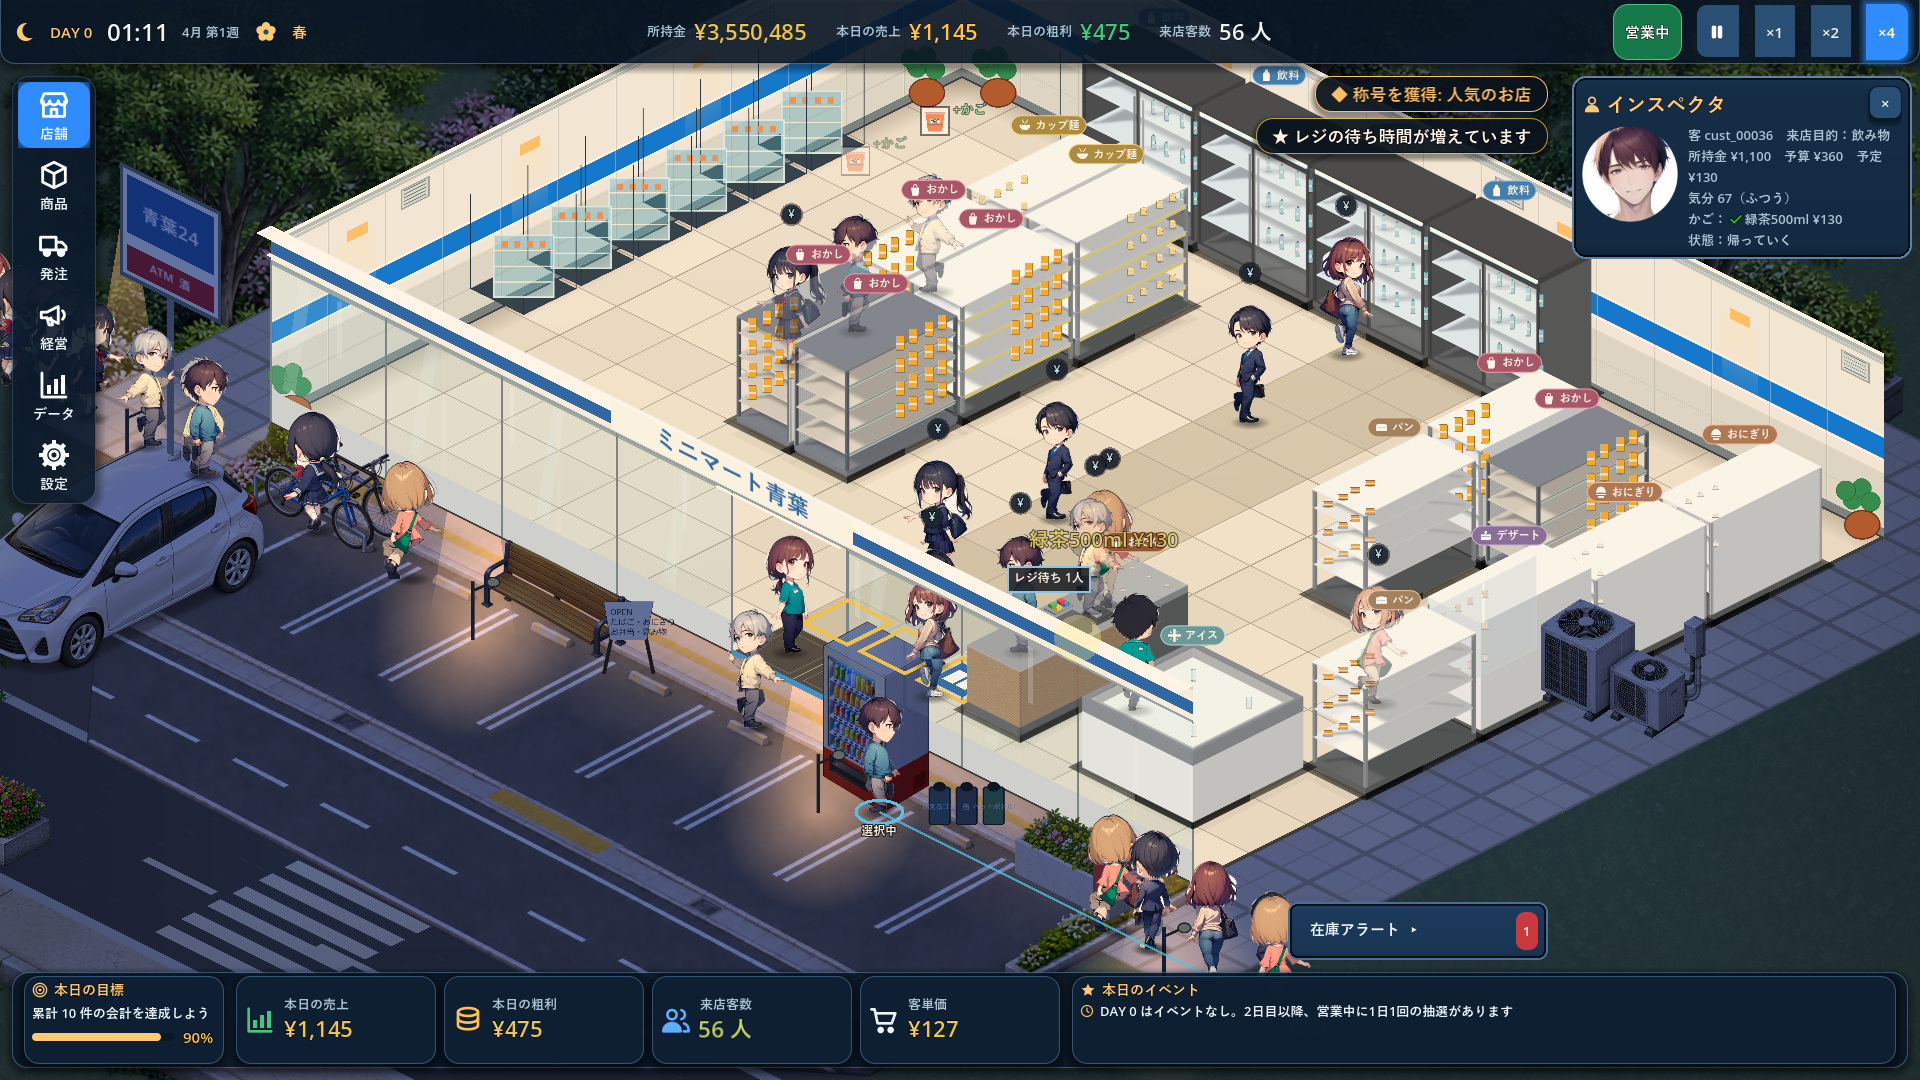 DAY 0 01:11 4月 第1週 春
所持金 ¥3,550,485 本日の売上 ¥1,145 本日の粗利 ¥475 来店客数 56 人
営業中 ×1 ×2 ×4
店舗
商品
発注
経営
データ
設定
◆ 称号を獲得: 人気のお店
★ レジの待ち時間が増えています
インスペクタ ×
客 cust_00036 来店目的：飲み物
所持金 ¥1,100 予算 ¥360 予定
¥130
気分 67（ふつう）
かご：✓緑茶500ml ¥130
状態：帰っていく
飲料
飲料
+かご
+かご
カップ麺
カップ麺
おかし
おかし
おかし
おかし
おかし
おかし
パン
パン
おにぎり
おにぎり
デザート
アイス
青葉24
ATM 酒
ミニマート青葉
緑茶500ml ¥130
レジ待ち 1人
OPEN
たばこ・おにぎり
お弁当・飲み物
選択中
在庫アラート ▸ 1
本日の目標
累計 10 件の会計を達成しよう
90%
本日の売上
¥1,145
本日の粗利
¥475
来店客数
56 人
客単価
¥127
本日のイベント
DAY 0 はイベントなし。2日目以降、営業中に1日1回の抽選があります